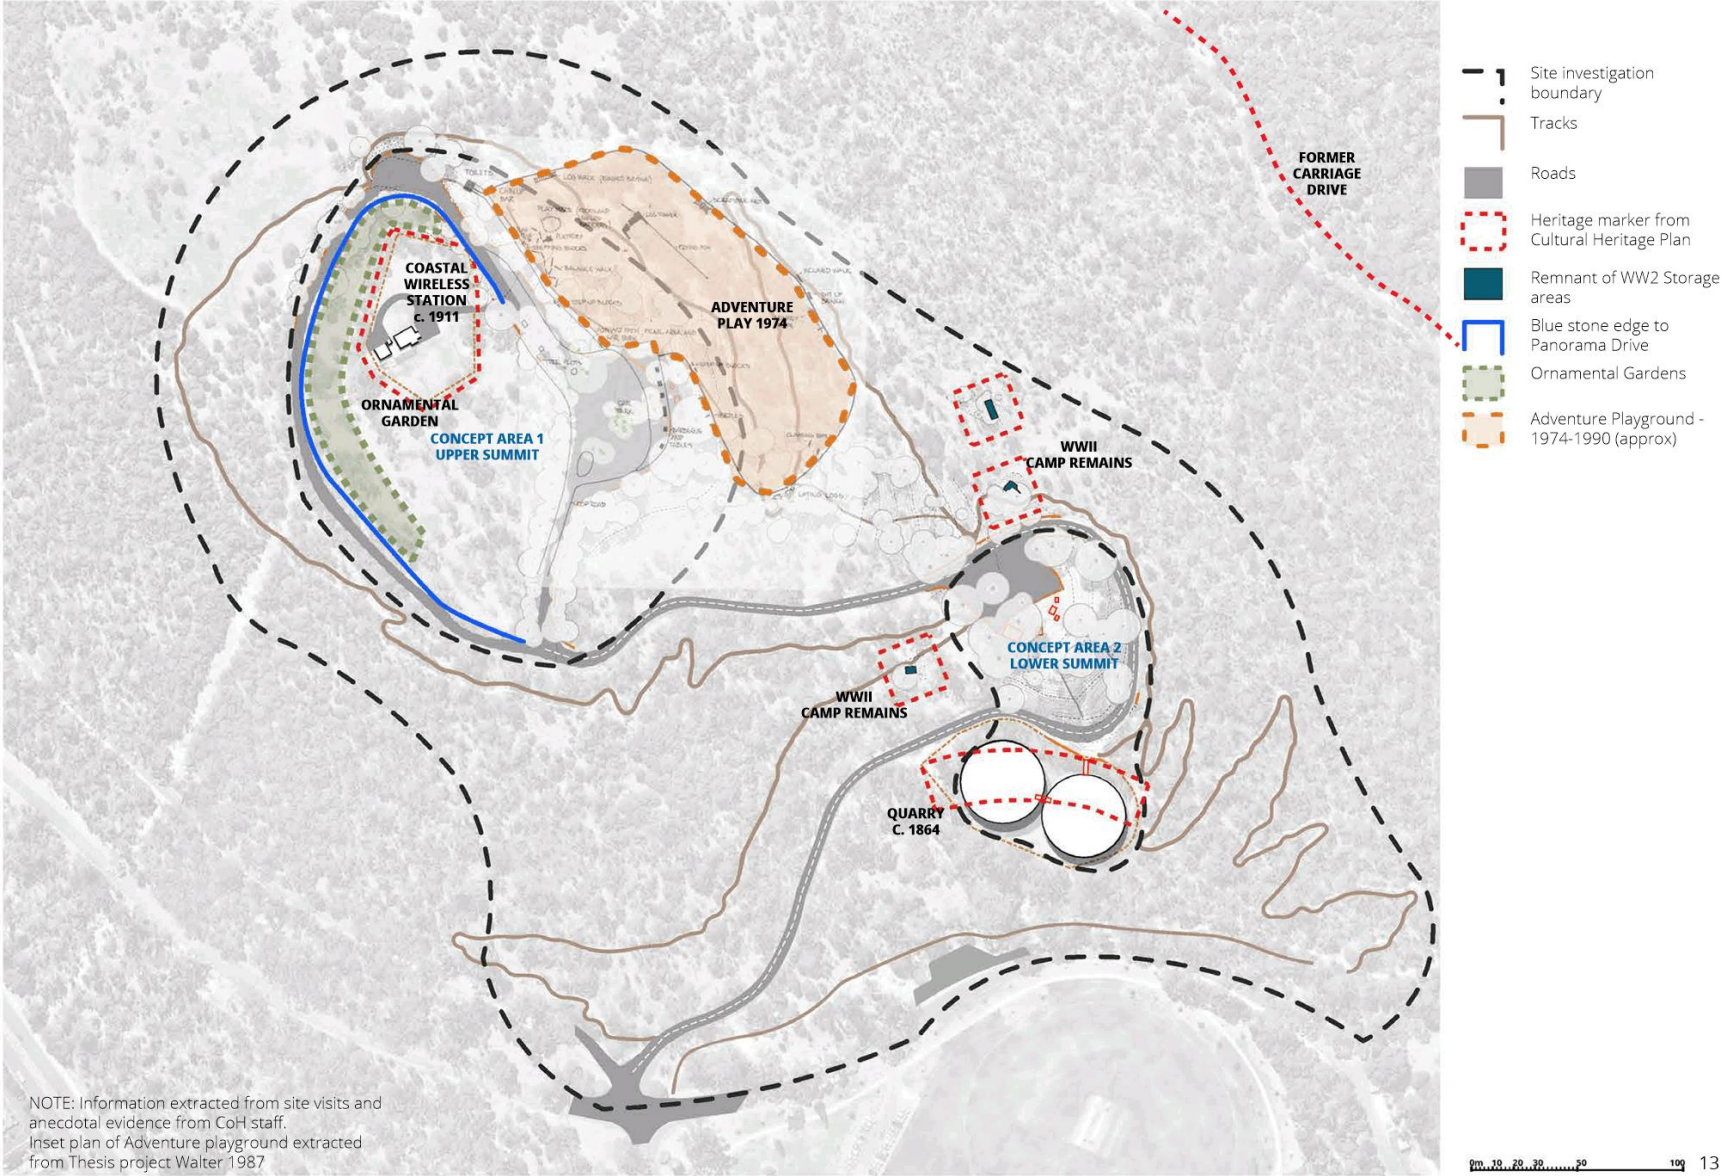 FORMER
CARRIAGE
DRIVE
TOILETS
COASTAL
WIRELESS
STATION
c. 1911
ADVENTURE
PLAY 1974
ORNAMENTAL
GARDEN
CONCEPT AREA 1
UPPER SUMMIT
WWII
CAMP REMAINS
CONCEPT AREA 2
LOWER SUMMIT
WWII
CAMP REMAINS
QUARRY
C. 1864
Site investigation
boundary
Tracks
Roads
Heritage marker from
Cultural Heritage Plan
Remnant of WW2 Storage
areas
Blue stone edge to
Panorama Drive
Ornamental Gardens
Adventure Playground -
1974-1990 (approx)
NOTE: Information extracted from site visits and
anecdotal evidence from CoH staff.
Inset plan of Adventure playground extracted
from Thesis project Walter 1987
0m 10 20 30 50 100
13